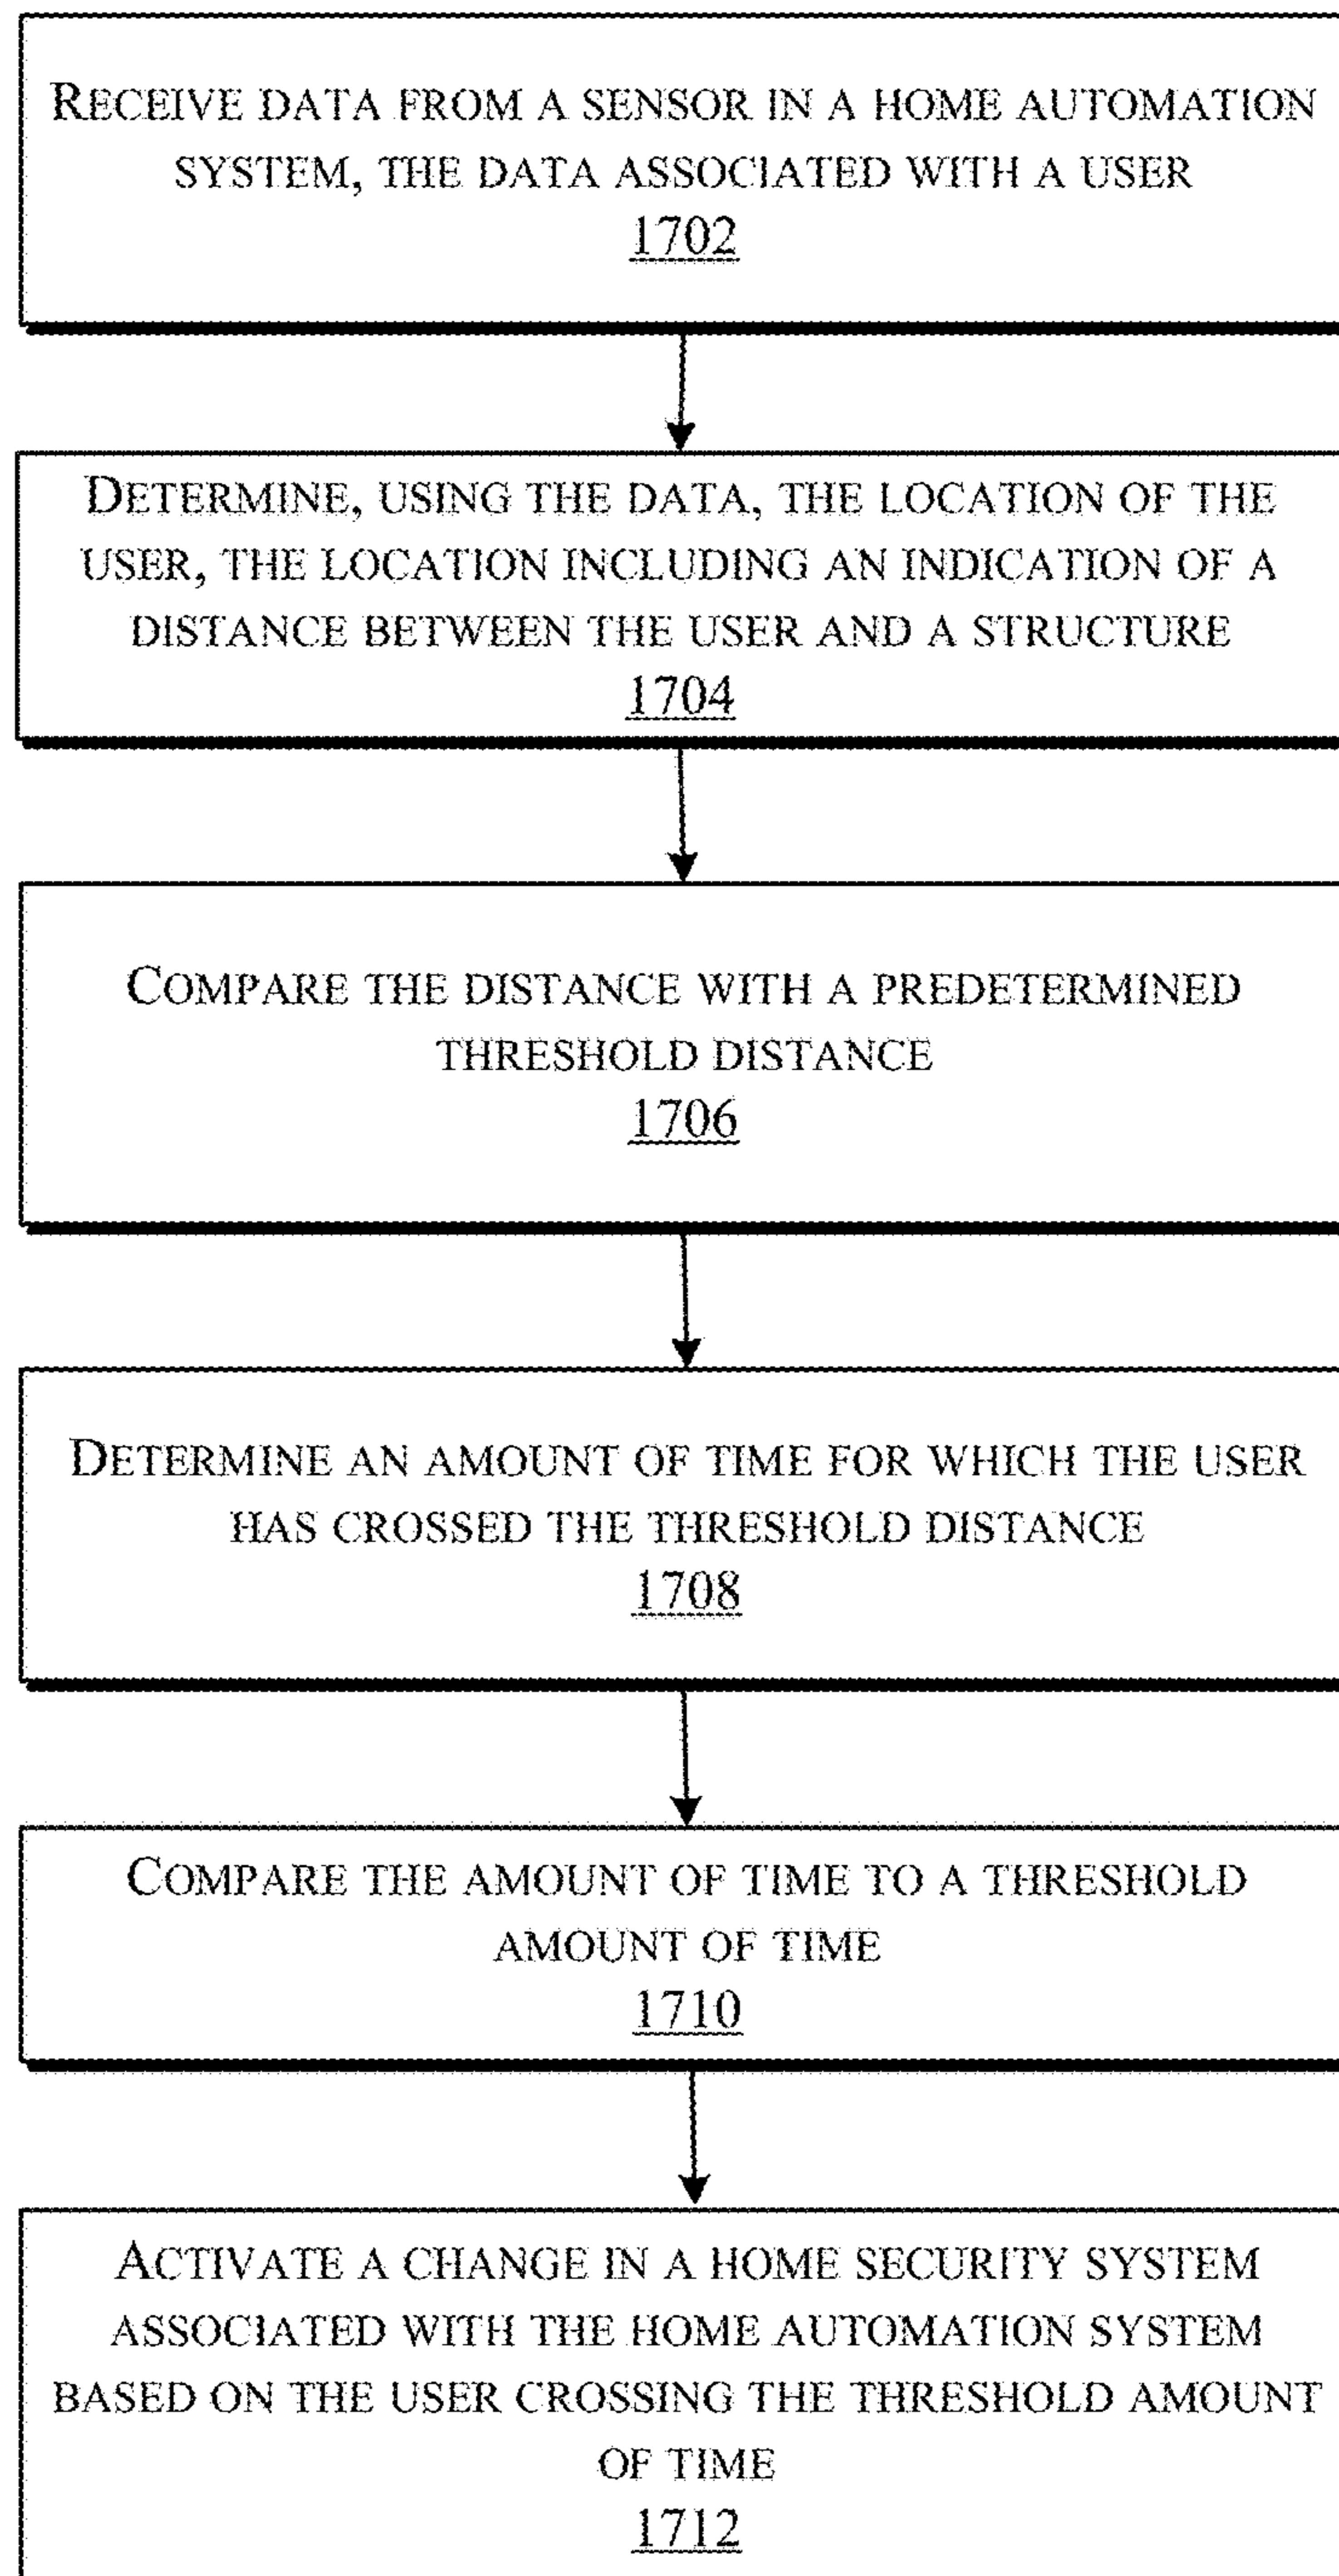 RECEIVE DATA FROM A SENSOR IN A HOME AUTOMATION
SYSTEM, THE DATA ASSOCIATED WITH A USER
1702
DETERMINE, USING THE DATA, THE LOCATION OF THE
USER, THE LOCATION INCLUDING AN INDICATION OF A
DISTANCE BETWEEN THE USER AND A STRUCTURE
1704
COMPARE THE DISTANCE WITH A PREDETERMINED
THRESHOLD DISTANCE
1706
DETERMINE AN AMOUNT OF TIME FOR WHICH THE USER
HAS CROSSED THE THRESHOLD DISTANCE
1708
COMPARE THE AMOUNT OF TIME TO A THRESHOLD
AMOUNT OF TIME
1710
ACTIVATE A CHANGE IN A HOME SECURITY SYSTEM
ASSOCIATED WITH THE HOME AUTOMATION SYSTEM
BASED ON THE USER CROSSING THE THRESHOLD AMOUNT
OF TIME
1712